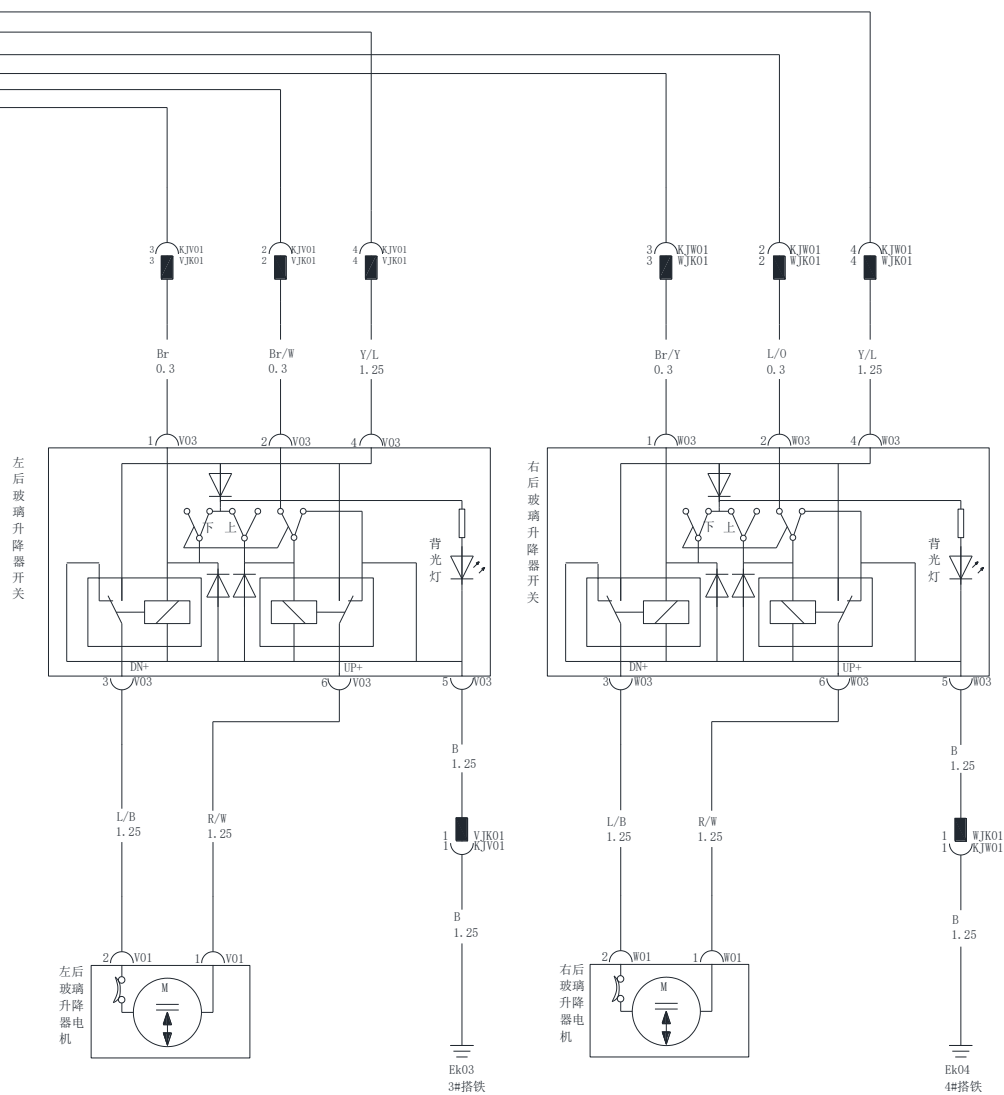 3 KJV01
3 VJK01
2 KJV01
2 VJK01
4 KJV01
4 VJK01
3 KJW01
3 WJK01
2 KJW01
2 WJK01
4 KJW01
4 WJK01
Br
0.3
Br/W
0.3
Y/L
1.25
Br/Y
0.3
L/O
0.3
Y/L
1.25
1 V03
2 V03
4 V03
1 W03
2 W03
4 W03
左后玻璃升降器开关
下 上
背光灯
右后玻璃升降器开关
下 上
背光灯
DN+
UP+
DN+
UP+
3 V03
6 V03
5 V03
3 W03
6 W03
5 W03
B
1.25
B
1.25
L/B
1.25
R/W
1.25
L/B
1.25
R/W
1.25
1 VJK01
1 KJV01
1 WJK01
1 KJW01
B
1.25
B
1.25
2 V01
1 V01
2 W01
1 W01
左后
玻璃
升降
器电
机
M
右后
玻璃
升降
器电
机
M
Ek03
3#搭铁
Ek04
4#搭铁